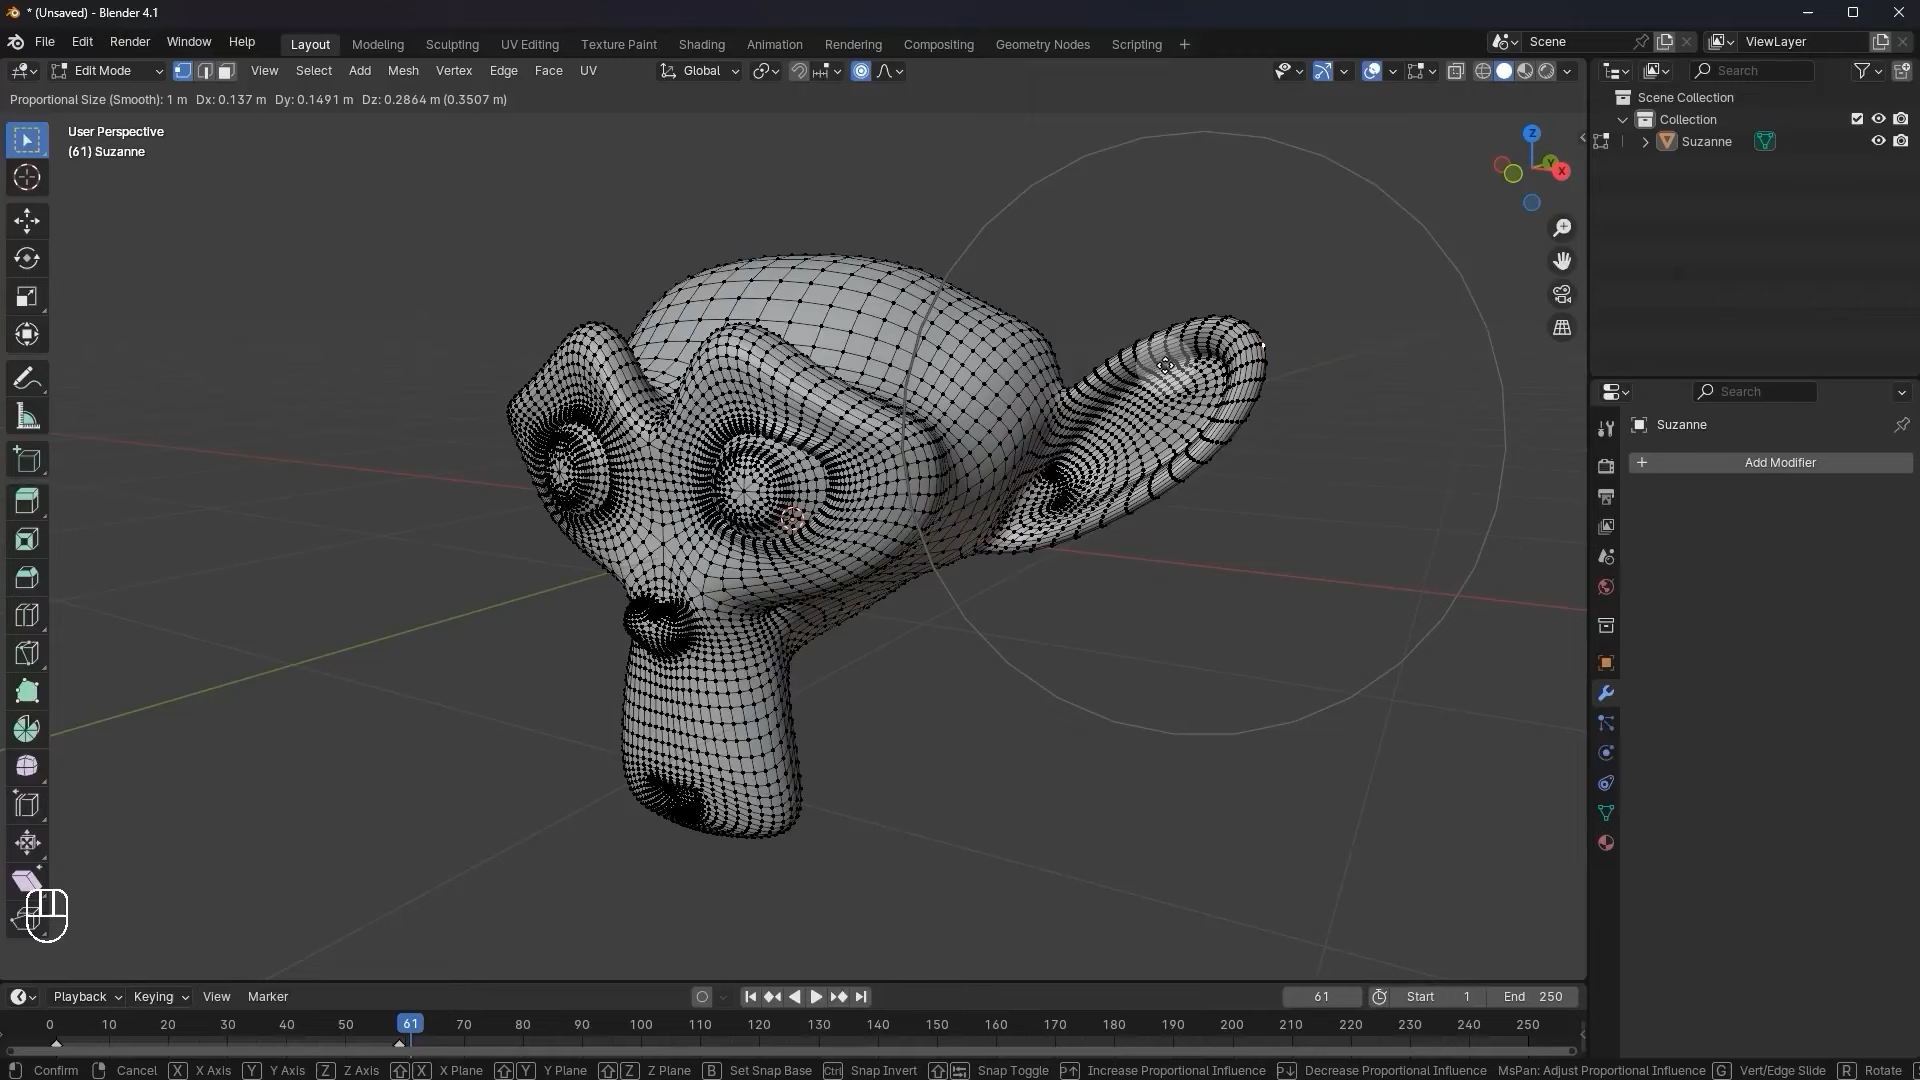 * (Unsaved) - Blender 4.1
File Edit Render Window Help Layout Modeling Sculpting UV Editing Texture Paint Shading Animation Rendering Compositing Geometry Nodes Scripting + Scene ViewLayer
Edit Mode View Select Add Mesh Vertex Edge Face UV Global Search
Proportional Size (Smooth): 1 m Dx: 0.137 m Dy: 0.1491 m Dz: 0.2864 m (0.3507 m)
Scene Collection
Collection
Suzanne
User Perspective
(61) Suzanne
Z
Y
X
Search
Suzanne
+ Add Modifier
Playback Keying View Marker 61 Start 1 End 250
0 10 20 30 40 50 61 70 80 90 100 110 120 130 140 150 160 170 180 190 200 210 220 230 240 250
Confirm Cancel X X Axis Y Y Axis Z Z Axis X X Plane Y Y Plane Z Z Plane B Set Snap Base Ctrl Snap Invert Snap Toggle P↑ Increase Proportional Influence P↓ Decrease Proportional Influence MsPan: Adjust Proportional Influence G Vert/Edge Slide R Rotate